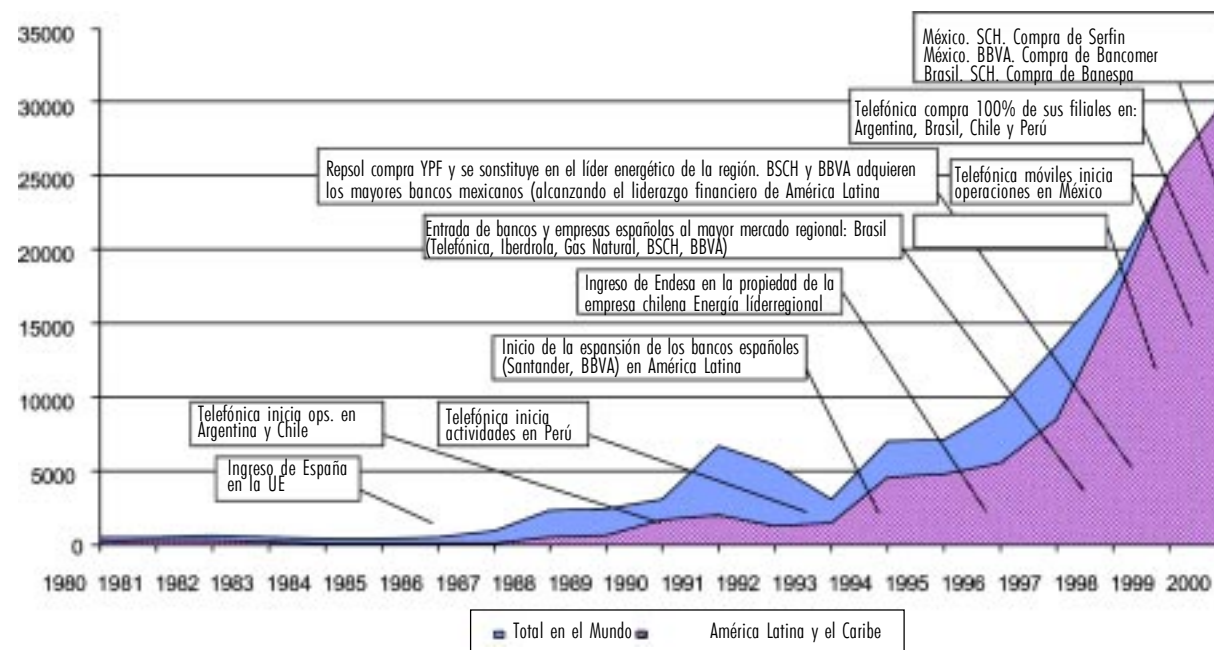 35000
30000
25000
20000
15000
10000
5000
0
México. SCH. Compra de Serfin
México. BBVA. Compra de Bancomer
Brasil. SCH. Compra de Banespa
Telefónica compra 100% de sus filiales en:
Argentina, Brasil, Chile y Perú
Repsol compra YPF y se sonstituye en el líder energético de la región. BSCH y BBVA adquieren
los mayores bancos mexicanos (alcanzando el liderazgo financiero de América Latina
Telefónica móviles inicia
operaciones en México
Entrada de bancos y empresas españolas al mayor mercado regional: Brasil
(Telefónica, Iberdrola, Gas Natural, BSCH, BBVA)
Ingreso de Endesa en la propiedad de la
empresa chilena Energía líderregional
Inicio de la espansión de los bancos españoles
(Santander, BBVA) en América Latina
Telefónica inicia ops. en
Argentina y Chile
Telefónica inicia
actividades en Perú
Ingreso de España
en la UE
1980 1981 1982 1983 1984 1985 1986 1987 1988 1989 1990 1991 1992 1993 1994 1995 1996 1997 1998 1999 2000
Total en el Mundo América Latina y el Caribe